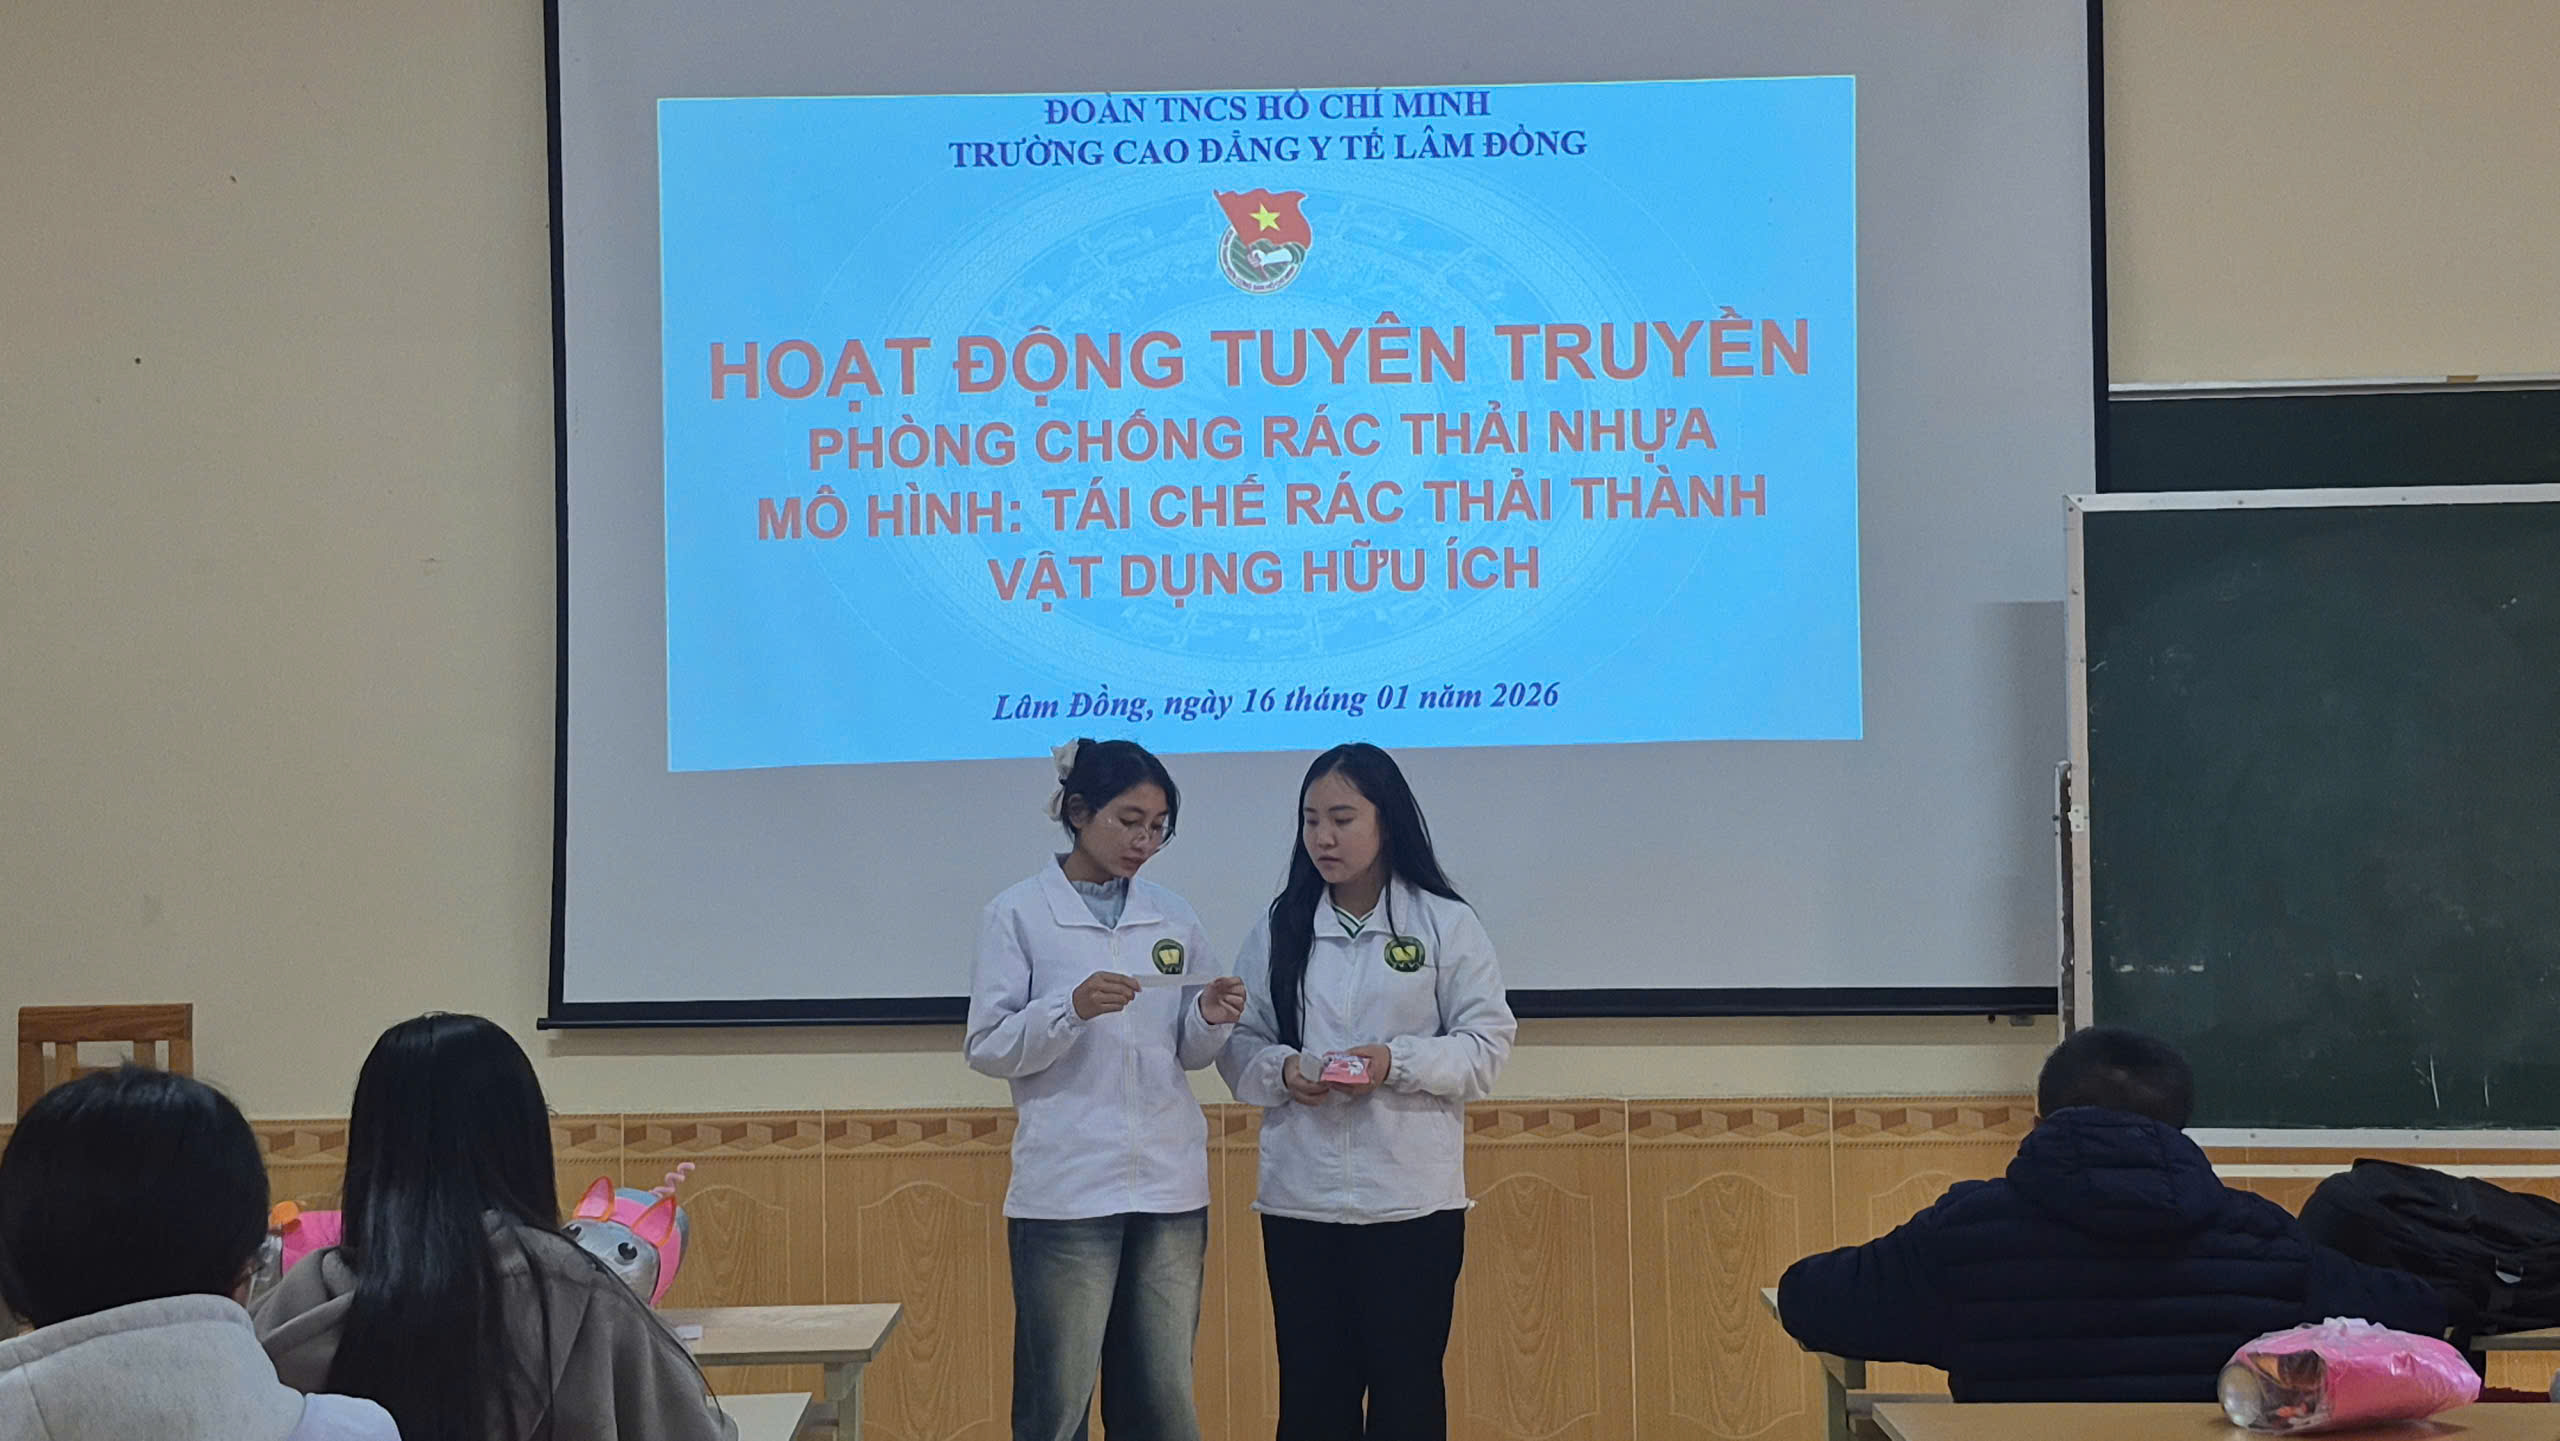 ĐOÀN TNCS HỒ CHÍ MINH
TRƯỜNG CAO ĐẲNG Y TẾ LÂM ĐỒNG
HOẠT ĐỘNG TUYÊN TRUYỀN
PHÒNG CHỐNG RÁC THẢI NHỰA
MÔ HÌNH: TÁI CHẾ RÁC THẢI THÀNH
VẬT DỤNG HỮU ÍCH
Lâm Đồng, ngày 16 tháng 01 năm 2026